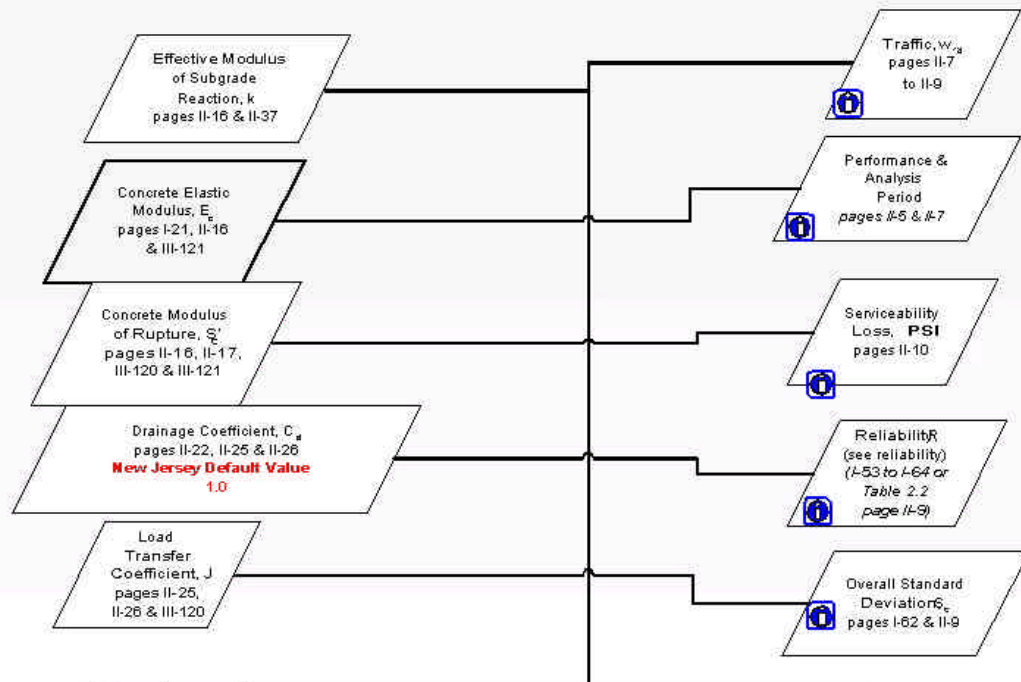 Effective Modulus
of Subgrade
Reaction, k
pages II-16 & II-37
Concrete Elastic
Modulus, Ec
pages I-21, II-16
& III-121
Concrete Modulus
of Rupture, S'c
pages II-16, II-17,
III-120 & III-121
Drainage Coefficient, Cd
pages II-22, II-25 & II-26
New Jersey Default Value
1.0
Load
Transfer
Coefficient, J
pages II-25,
II-26 & III-120
Traffic,
pages II-7
to II-9
Performance &
Analysis
Period
pages II-5 & II-7
Serviceability
Loss, PSI
pages II-10
Reliability,R
(see reliability)
(I-53 to I-64 or
Table 2.2
page II-9)
Overall Standard
Deviation
pages I-62 & II-9